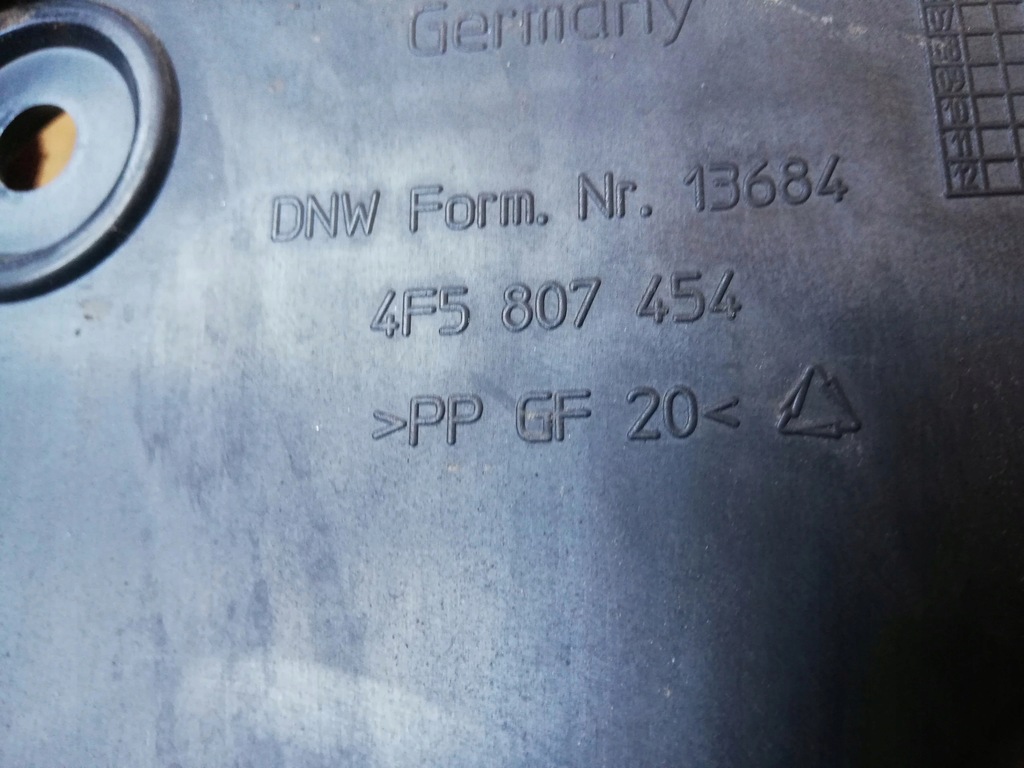 Germany
DNW Form. Nr. 13684
4F5 807 454
>PP GF 20<